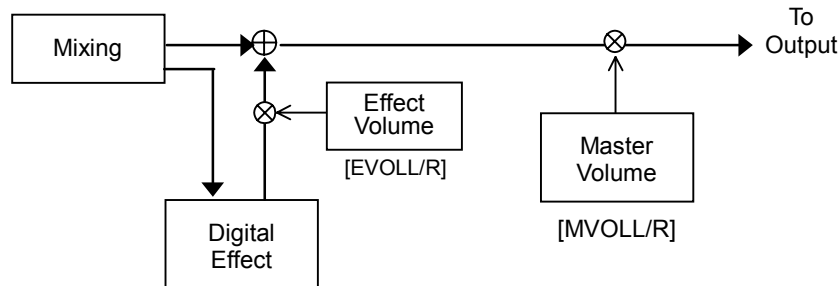 Mixing
To
Output
Effect
Volume
[EVOLL/R]
Master
Volume
[MVOLL/R]
Digital
Effect